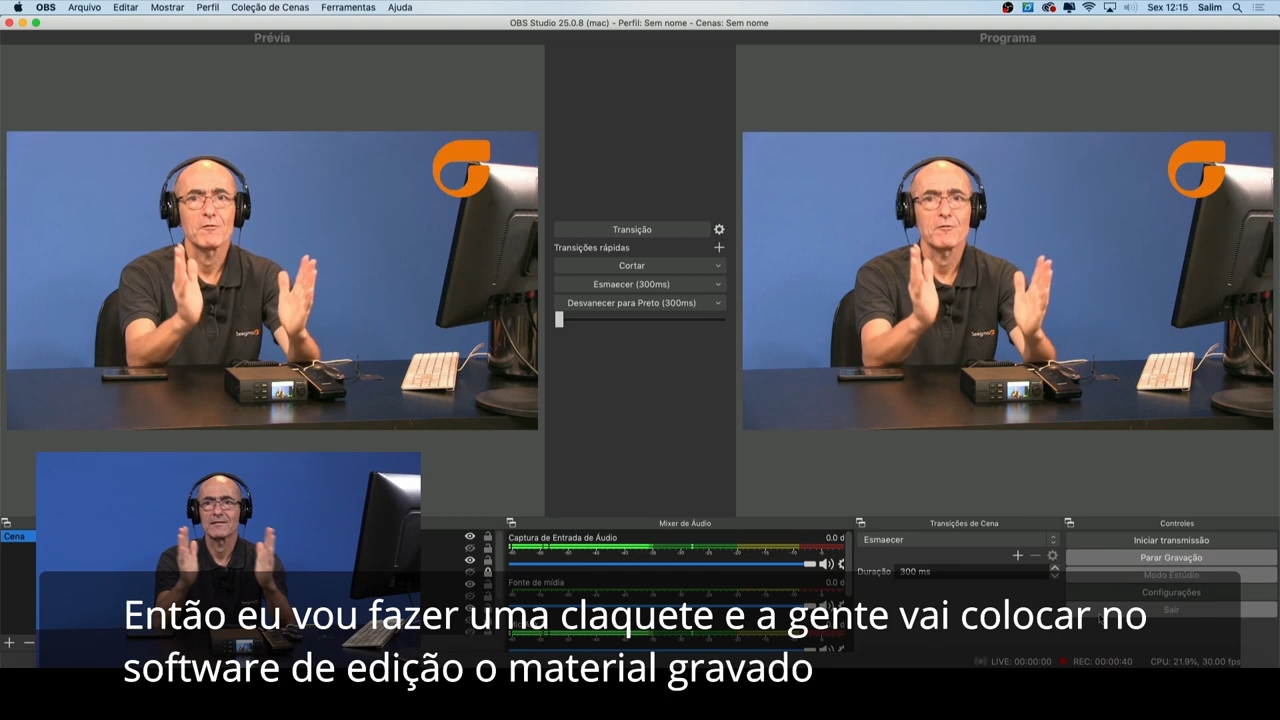 OBS Arquivo Editar Mostrar Perfil Coleção de Cenas Ferramentas Ajuda Sex 12:15 Salim
OBS Studio 25.0.8 (mac) - Perfil: Sem nome - Cenas: Sem nome
Prévia
Programa
Transição
Transições rápidas
Cortar
Esmaecer (300ms)
Desvanecer para Preto (300ms)
Seegma
Seegma
Mixer de Áudio
Transições de Cena
Controles
Cena
Captura de Entrada de Áudio 0.0 d
Esmaecer
Iniciar transmissão
Parar Gravação
Duração 300 ms
Modo Estúdio
Fonte de mídia 0.0 d
Configurações
Sair
Então eu vou fazer uma claquete e a gente vai colocar no
software de edição o material gravado
LIVE: 00:00:00 REC: 00:00:40 CPU: 21.9%, 30.00 fps